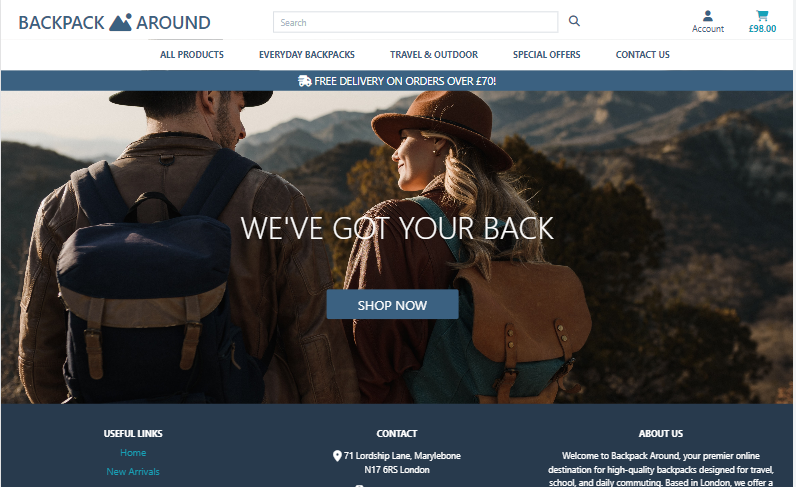 BACKPACK AROUND
Search
Account
£98.00
ALL PRODUCTS
EVERYDAY BACKPACKS
TRAVEL & OUTDOOR
SPECIAL OFFERS
CONTACT US
FREE DELIVERY ON ORDERS OVER £70!
WE'VE GOT YOUR BACK
SHOP NOW
USEFUL LINKS
Home
New Arrivals
CONTACT
71 Lordship Lane, Marylebone
N17 6RS London
ABOUT US
Welcome to Backpack Around, your premier online
destination for high-quality backpacks designed for travel,
school, and daily commuting. Based in London, we offer a